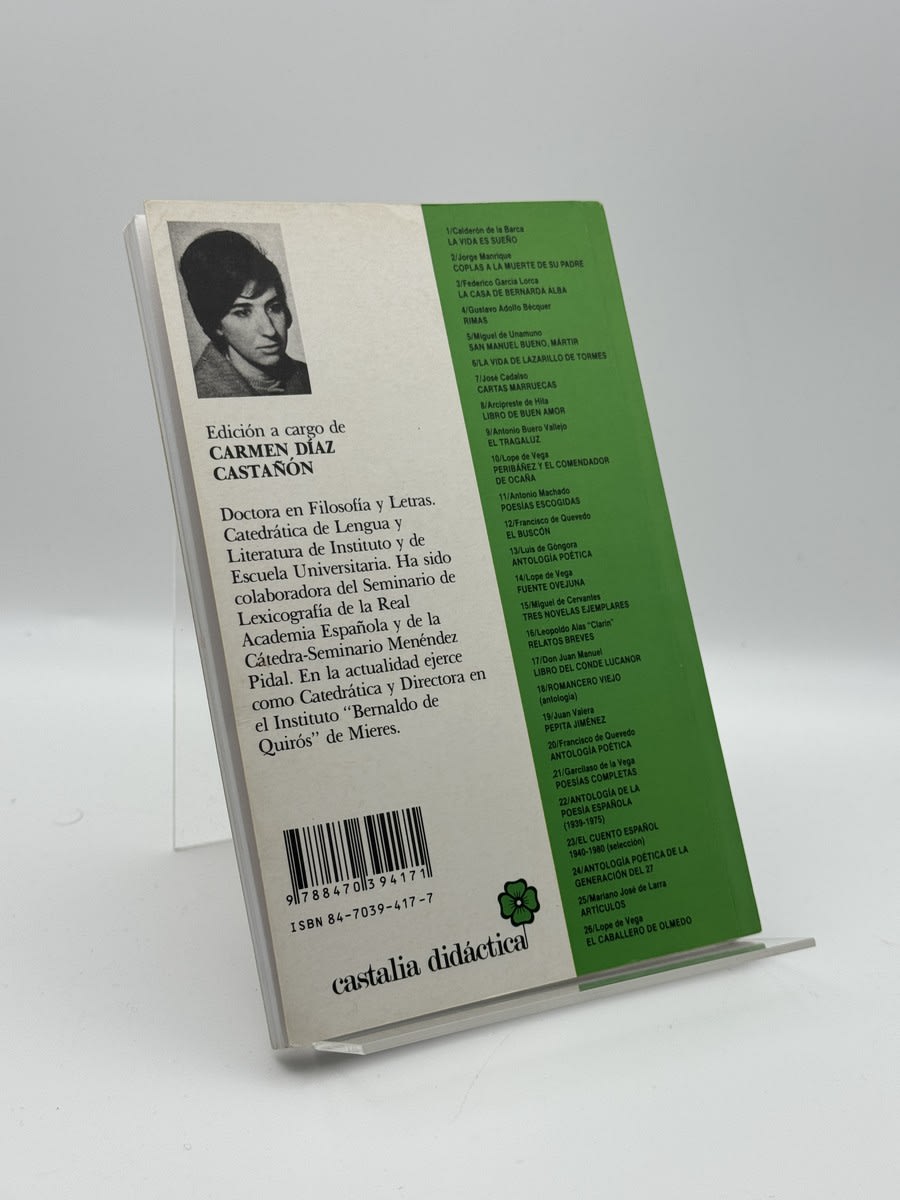 Edición a cargo de
CARMEN DÍAZ
CASTAÑÓN
Doctora en Filosofía y Letras.
Catedrática de Lengua y
Literatura de Instituto y de
Escuela Universitaria. Ha sido
colaboradora del Seminario de
Lexicografía de la Real
Academia Española y de la
Cátedra-Seminario Menéndez
Pidal. En la actualidad ejerce
como Catedrática y Directora en
el Instituto “Bernaldo de
Quirós” de Mieres.
9788470394171
ISBN 84-7039-417-7
castalia didáctica
1/Calderón de la Barca
LA VIDA ES SUEÑO
2/Jorge Manrique
COPLAS A LA MUERTE DE SU PADRE
3/Federico García Lorca
LA CASA DE BERNARDA ALBA
4/Gustavo Adolfo Bécquer
RIMAS
5/Miguel de Unamuno
SAN MANUEL BUENO, MÁRTIR
6/LA VIDA DE LAZARILLO DE TORMES
7/José Cadalso
CARTAS MARRUECAS
8/Arcipreste de Hita
LIBRO DE BUEN AMOR
9/Antonio Buero Vallejo
EL TRAGALUZ
10/Lope de Vega
PERIBÁÑEZ Y EL COMENDADOR
DE OCAÑA
11/Antonio Machado
POESÍAS ESCOGIDAS
12/Francisco de Quevedo
EL BUSCÓN
13/Luis de Góngora
ANTOLOGÍA POÉTICA
14/Lope de Vega
FUENTE OVEJUNA
15/Miguel de Cervantes
TRES NOVELAS EJEMPLARES
16/Leopoldo Alas “Clarín”
RELATOS BREVES
17/Don Juan Manuel
LIBRO DEL CONDE LUCANOR
18/ROMANCERO VIEJO
(antología)
19/Juan Valera
PEPITA JIMÉNEZ
20/Francisco de Quevedo
ANTOLOGÍA POÉTICA
21/Garcilaso de la Vega
POESÍAS COMPLETAS
22/ANTOLOGÍA DE LA
POESÍA ESPAÑOLA
(1939-1975)
23/EL CUENTO ESPAÑOL
1940-1980 (selección)
24/ANTOLOGÍA POÉTICA DE LA
GENERACIÓN DEL 27
25/Mariano José de Larra
ARTÍCULOS
26/Lope de Vega
EL CABALLERO DE OLMEDO